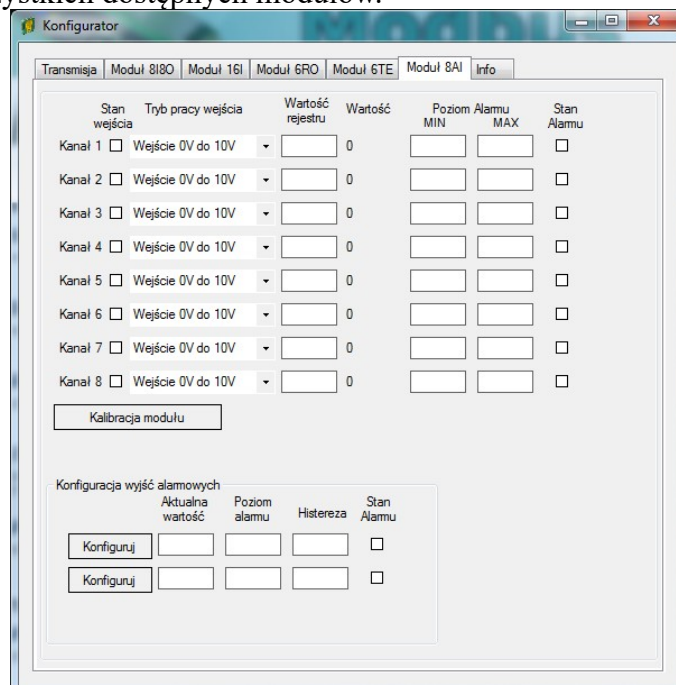 wszystkich dostępnych modułów.
Konfigurator
Modbus
Transmisja Moduł 8I8O Moduł 16I Moduł 6RO Moduł 6TE Moduł 8AI Info
Stan wejścia Tryb pracy wejścia Wartość rejestru Wartość Poziom Alarmu MIN MAX Stan Alarmu
Kanał 1 Wejście 0V do 10V 0
Kanał 2 Wejście 0V do 10V 0
Kanał 3 Wejście 0V do 10V 0
Kanał 4 Wejście 0V do 10V 0
Kanał 5 Wejście 0V do 10V 0
Kanał 6 Wejście 0V do 10V 0
Kanał 7 Wejście 0V do 10V 0
Kanał 8 Wejście 0V do 10V 0
Kalibracja modułu
Konfiguracja wyjść alarmowych
Aktualna wartość Poziom alarmu Histereza Stan Alarmu
Konfiguruj
Konfiguruj